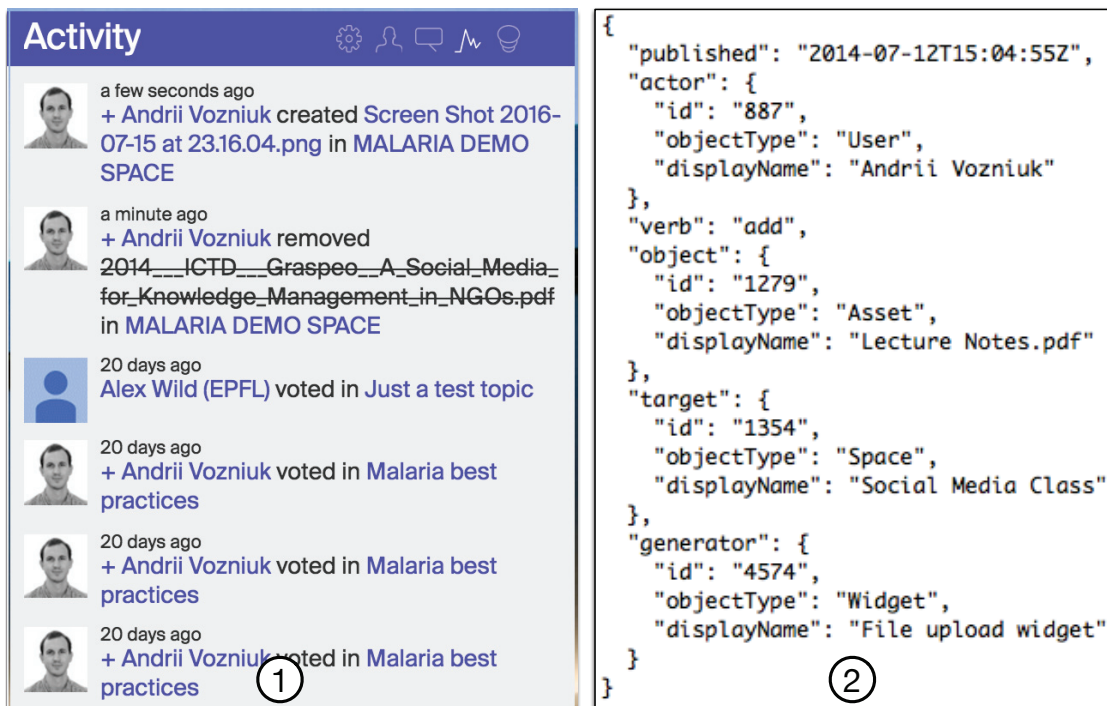 Activity
a few seconds ago
+ Andrii Vozniuk created Screen Shot 2016-
07-15 at 23.16.04.png in MALARIA DEMO
SPACE
a minute ago
+ Andrii Vozniuk removed
2014___ICTD___Graspeo__A_Social_Media_
for_Knowledge_Management_in_NGOs.pdf
in MALARIA DEMO SPACE
20 days ago
Alex Wild (EPFL) voted in Just a test topic
20 days ago
+ Andrii Vozniuk voted in Malaria best
practices
20 days ago
+ Andrii Vozniuk voted in Malaria best
practices
20 days ago
+ Andrii Vozniuk voted in Malaria best
practices
1
{
  "published": "2014-07-12T15:04:55Z",
  "actor": {
    "id": "887",
    "objectType": "User",
    "displayName": "Andrii Vozniuk"
  },
  "verb": "add",
  "object": {
    "id": "1279",
    "objectType": "Asset",
    "displayName": "Lecture Notes.pdf"
  },
  "target": {
    "id": "1354",
    "objectType": "Space",
    "displayName": "Social Media Class"
  },
  "generator": {
    "id": "4574",
    "objectType": "Widget",
    "displayName": "File upload widget"
  }
}
2